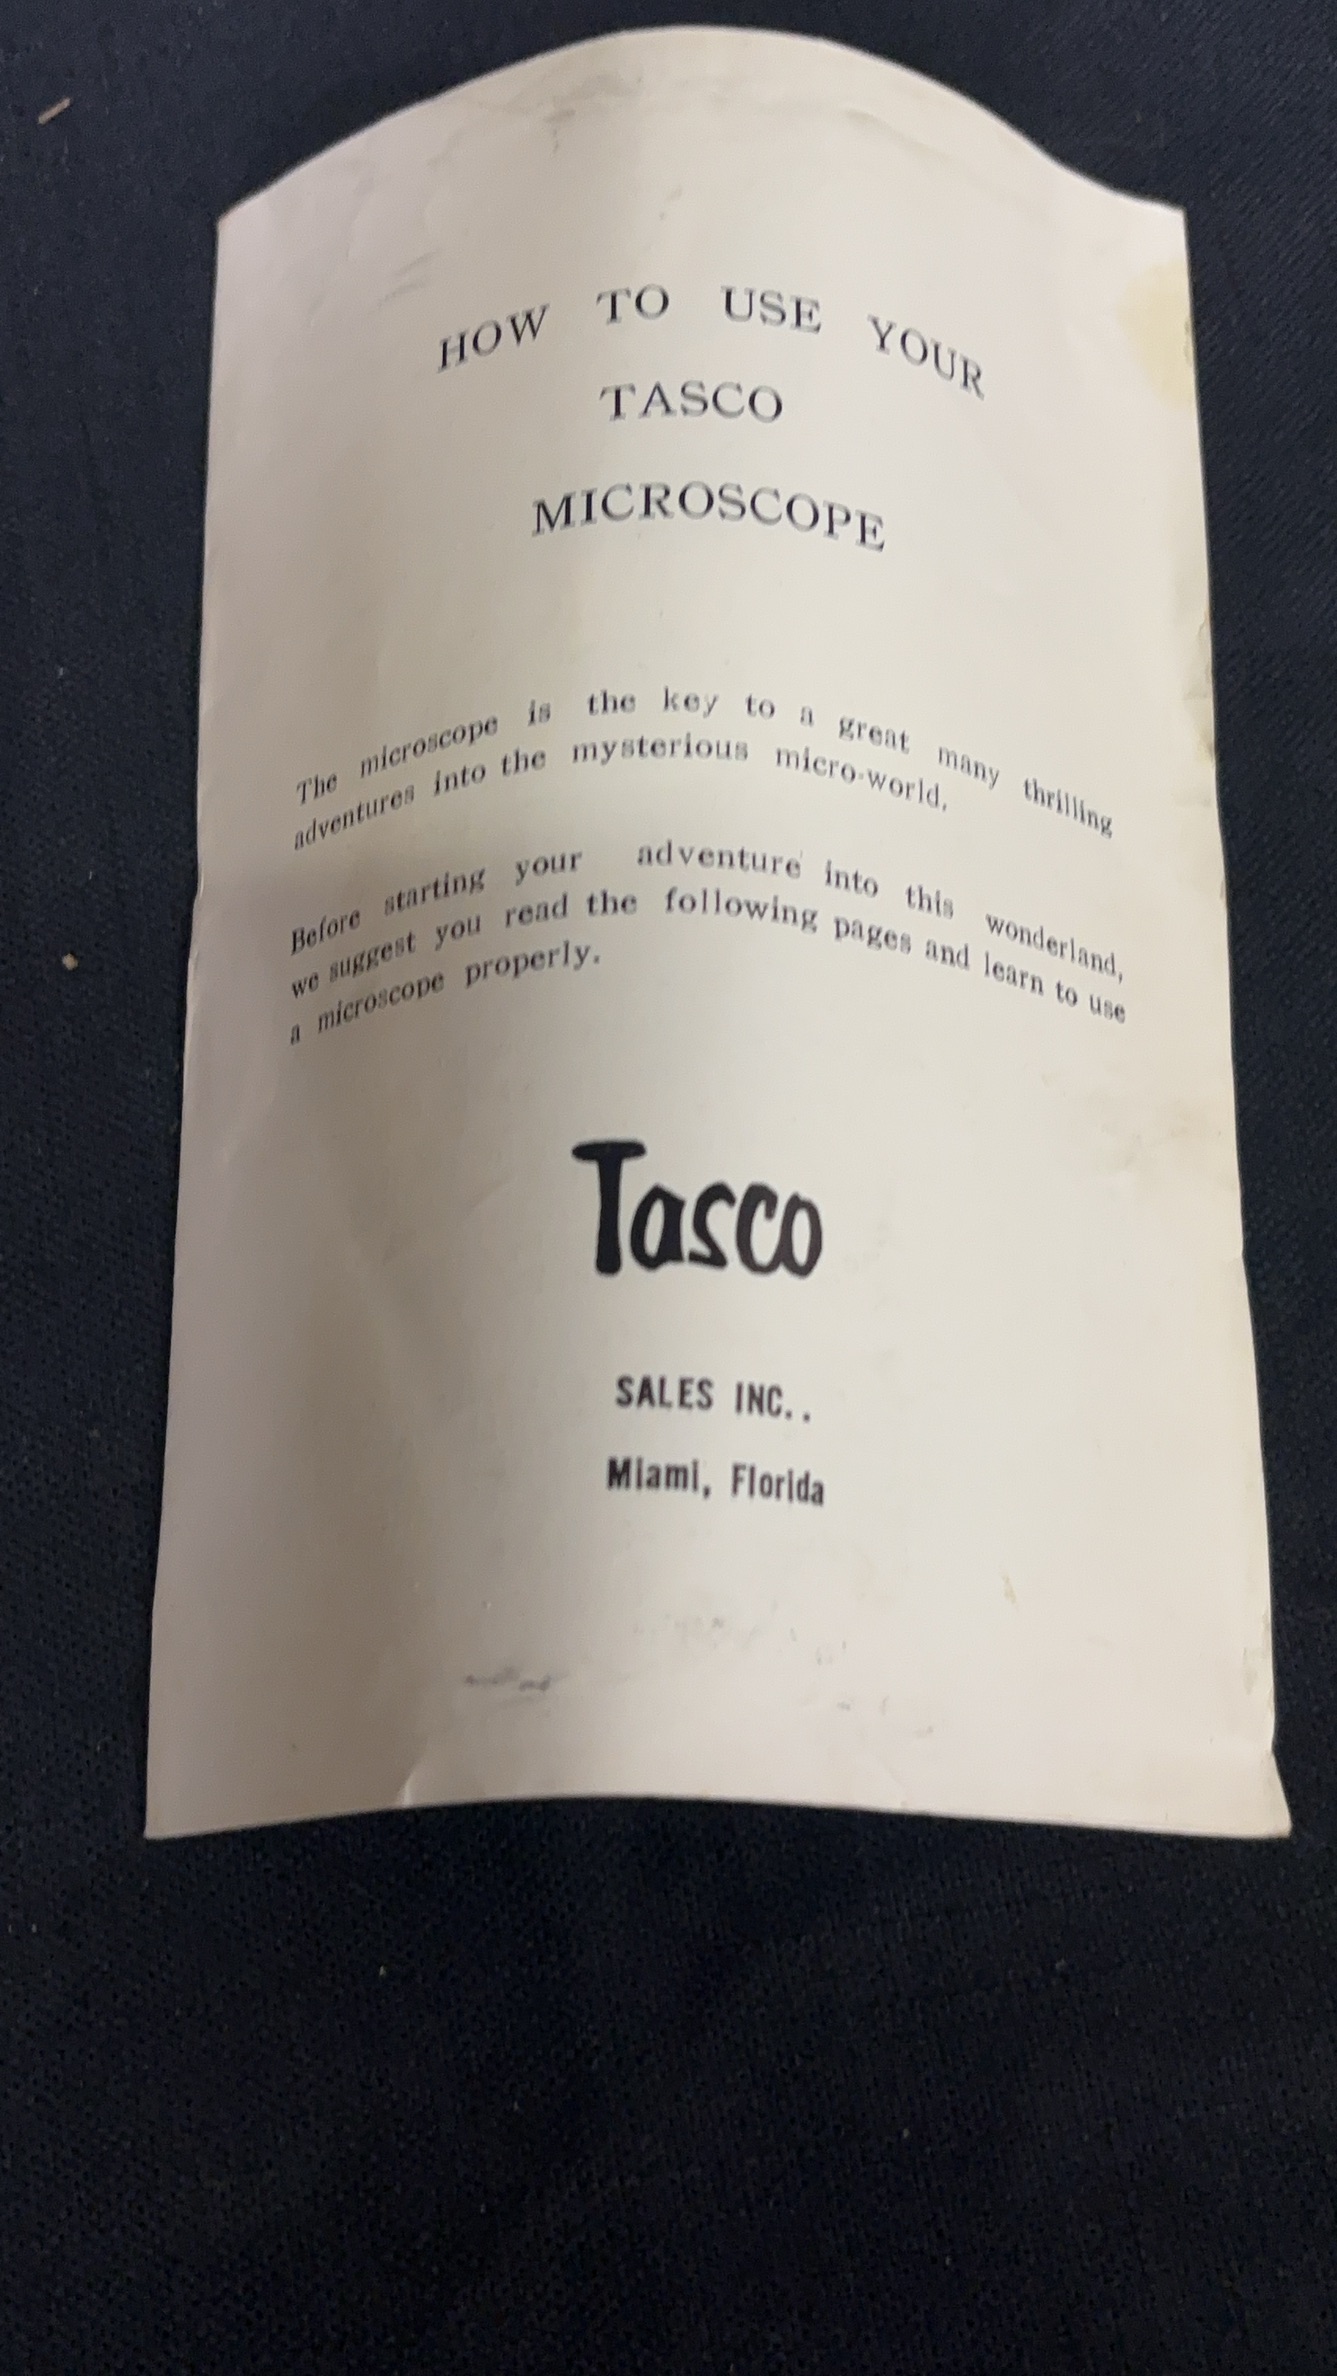 HOW TO USE YOUR
TASCO
MICROSCOPE
The microscope is the key to a great many thrilling
adventures into the mysterious micro-world.
Before starting your adventure into this wonderland,
we suggest you read the following pages and learn to use
a microscope properly.
Tasco
SALES INC..
Miami, Florida